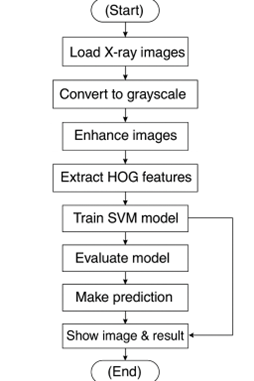 (Start)
Load X-ray images
Convert to grayscale
Enhance images
Extract HOG features
Train SVM model
Evaluate model
Make prediction
Show image & result
(End)